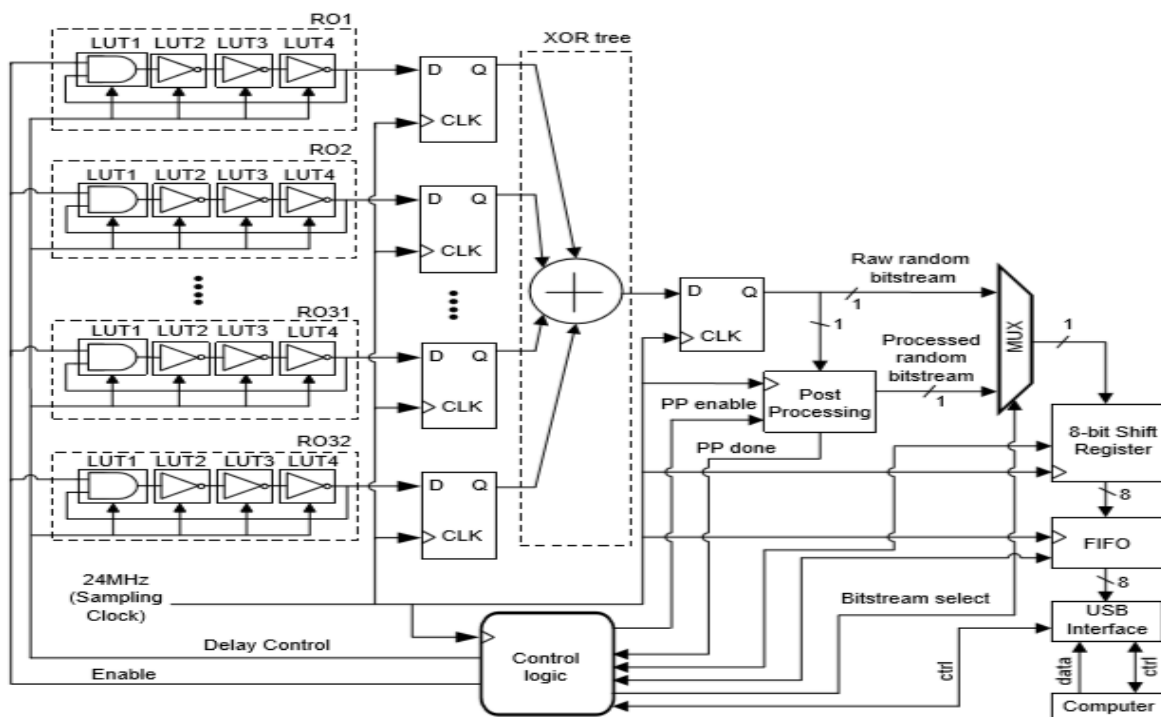 RO1
LUT1 LUT2 LUT3 LUT4
D Q
CLK
XOR tree
RO2
LUT1 LUT2 LUT3 LUT4
D Q
CLK
RO31
LUT1 LUT2 LUT3 LUT4
D Q
CLK
RO32
LUT1 LUT2 LUT3 LUT4
D Q
CLK
D Q
CLK
Raw random
bitstream
1
1
Processed
random
bitstream
1
MUX
1
PP enable
Post
Processing
PP done
8-bit Shift
Register
8
FIFO
8
USB
Interface
24MHz
(Sampling
Clock)
Delay Control
Enable
Control
logic
Bitstream select
ctrl
data
ctrl
Computer